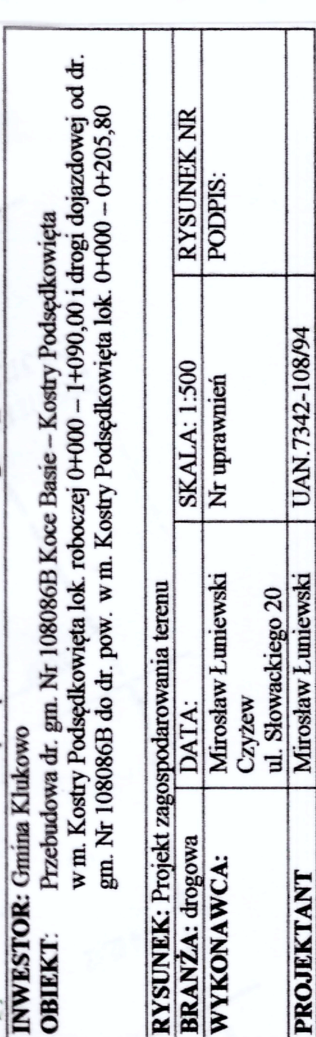 INWESTOR: Gmina Klukowo
OBIEKT: Przebudowa dr. gm. Nr 108086B Koce Basie – Kostry Podsędkowięta
w m. Kostry Podsędkowięta lok. roboczej 0+000 – 1+090,00 i drogi dojazdowej od dr.
gm. Nr 108086B do dr. pow. w m. Kostry Podsędkowięta lok. 0+000 – 0+205,80
RYSUNEK: Projekt zagospodarowania terenu
BRANŻA: drogowa DATA: SKALA: 1:500 RYSUNEK NR
WYKONAWCA: Mirosław Łuniewski Nr uprawnień PODPIS:
Czyżew
ul. Słowackiego 20
PROJEKTANT Mirosław Łuniewski UAN.7342-108/94